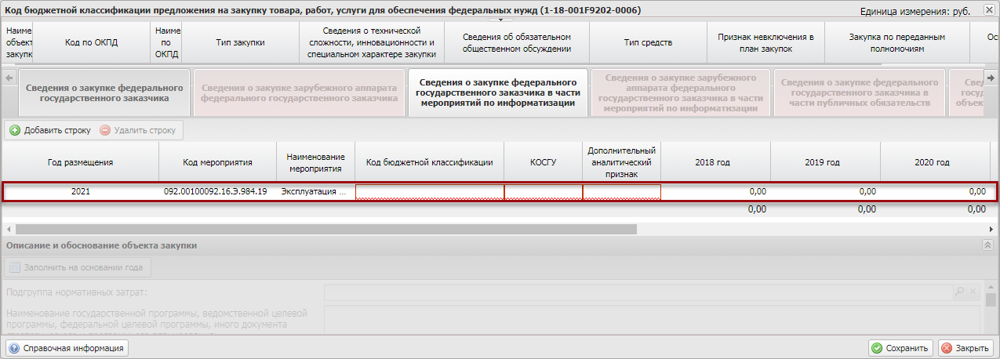 Код бюджетной классификации предложения на закупку товара, работ, услуги для обеспечения федеральных нужд (1-18-001F9202-0006)
Единица измерения: руб.
Наиме
объект
закупк
Код по ОКПД
Наиме
по
ОКПД
Тип закупки
Сведения о технической
сложности, инновационности и
специальном характере закупки
Сведения об обязательном
общественном обсуждении
Тип средств
Признак невключения в
план закупок
Закупка по переданным
полномочиям
Осн
Сведения о закупке федерального
государственного заказчика
Сведения о закупке зарубежного аппарата
федерального государственного заказчика
Сведения о закупке федерального
государственного заказчика в части
мероприятий по информатизации
Сведения о закупке зарубежного
аппарата федерального
государственного заказчика в части
мероприятий по информатизации
Сведения о закупке федерального
государственного заказчика в
части публичных обязательств
Свед
госу
объек
Добавить строку
Удалить строку
Год размещения
Код мероприятия
Наименование
мероприятия
Код бюджетной классификации
КОСГУ
Дополнительный
аналитический
признак
2018 год
2019 год
2020 год
2021
092.00100092.16.Э.984.19
Эксплуатация ...
0,00
0,00
0,00
0,00
0,00
0,00
Описание и обоснование объекта закупки
Заполнить на основании года
Подгруппа нормативных затрат:
Наименование государственной программы, ведомственной целевой
программы, федеральной целевой программы, иного документа
Справочная информация
Сохранить
Закрыть